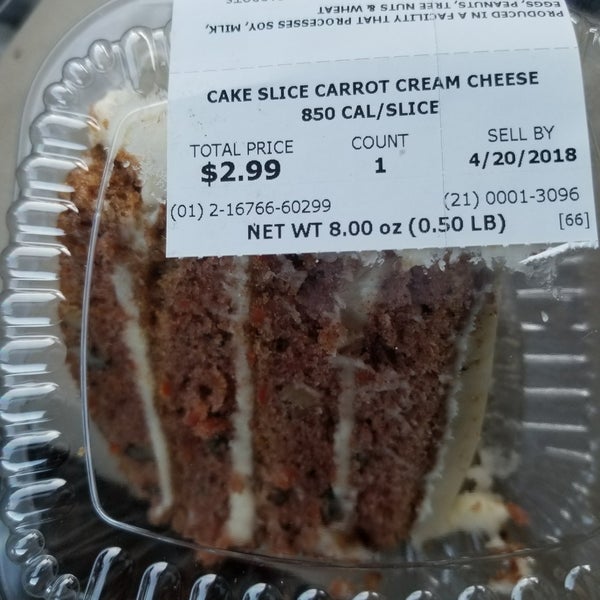 CAKE SLICE CARROT CREAM CHEESE
850 CAL/SLICE
TOTAL PRICE
$2.99
COUNT
1
SELL BY
4/20/2018
(01) 2-16766-60299
(21) 0001-3096
NET WT 8.00 oz (0.50 LB)
[66]
PRODUCED IN A FACILITY THAT PROCESSES SOY, MILK,
EGGS, PEANUTS, TREE NUTS & WHEAT